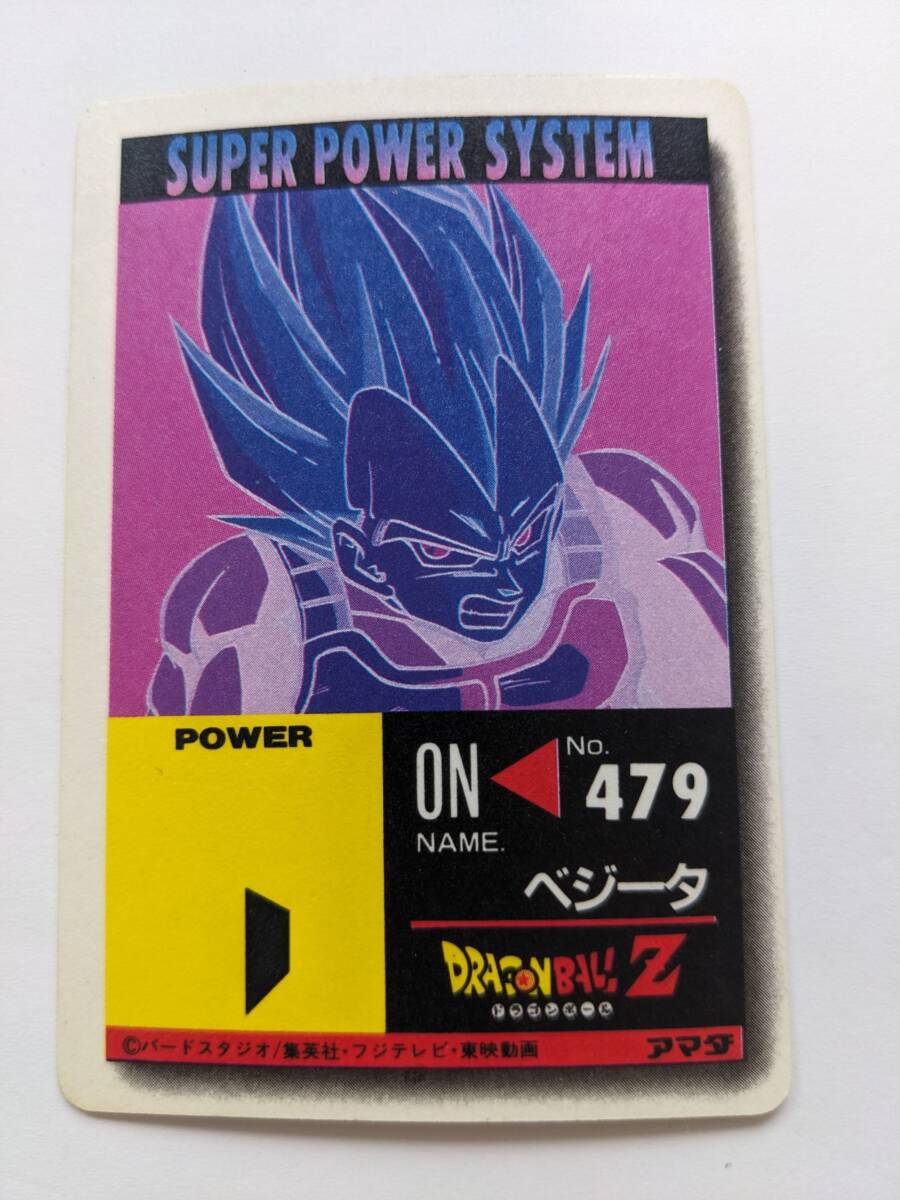 SUPER POWER SYSTEM
POWER
ON
No.
479
NAME.
ベジータ
DRAGON BALL Z
ドラゴンボール
©バードスタジオ/集英社・フジテレビ・東映動画
アマダ